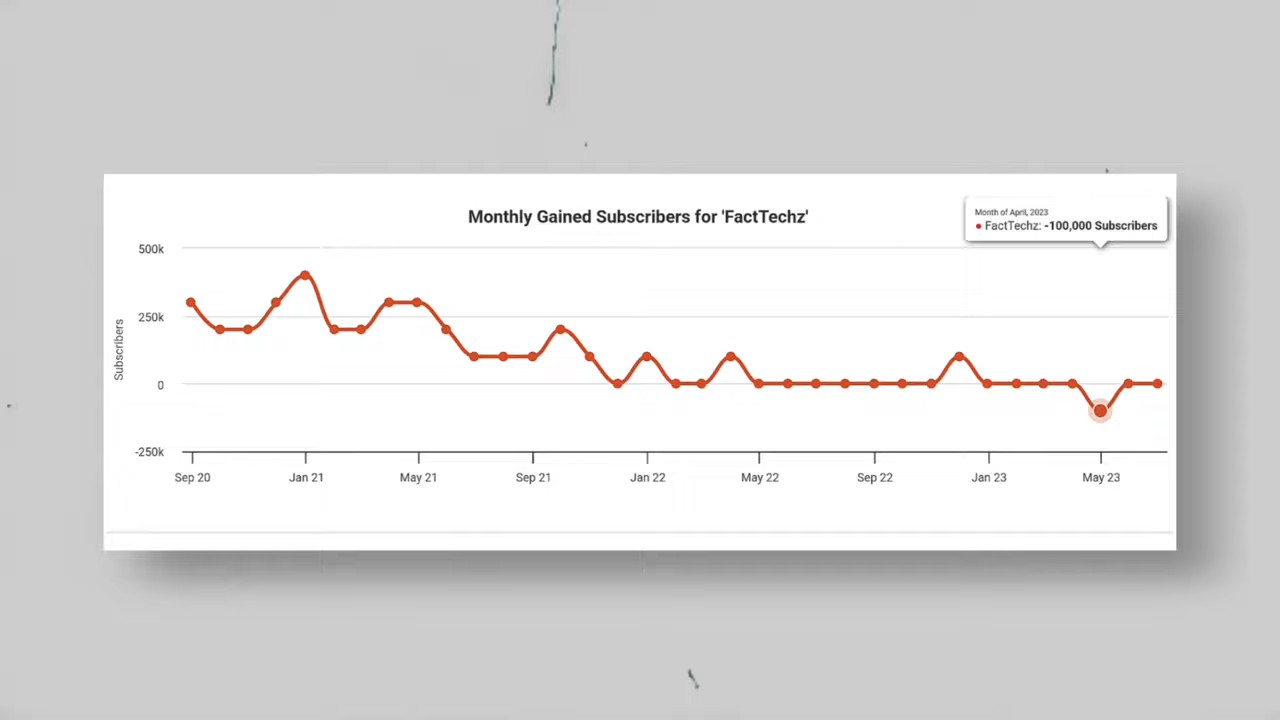 Monthly Gained Subscribers for 'FactTechz'
Month of April, 2023
FactTechz: -100,000 Subscribers
500k
250k
0
-250k
Subscribers
Sep 20 Jan 21 May 21 Sep 21 Jan 22 May 22 Sep 22 Jan 23 May 23